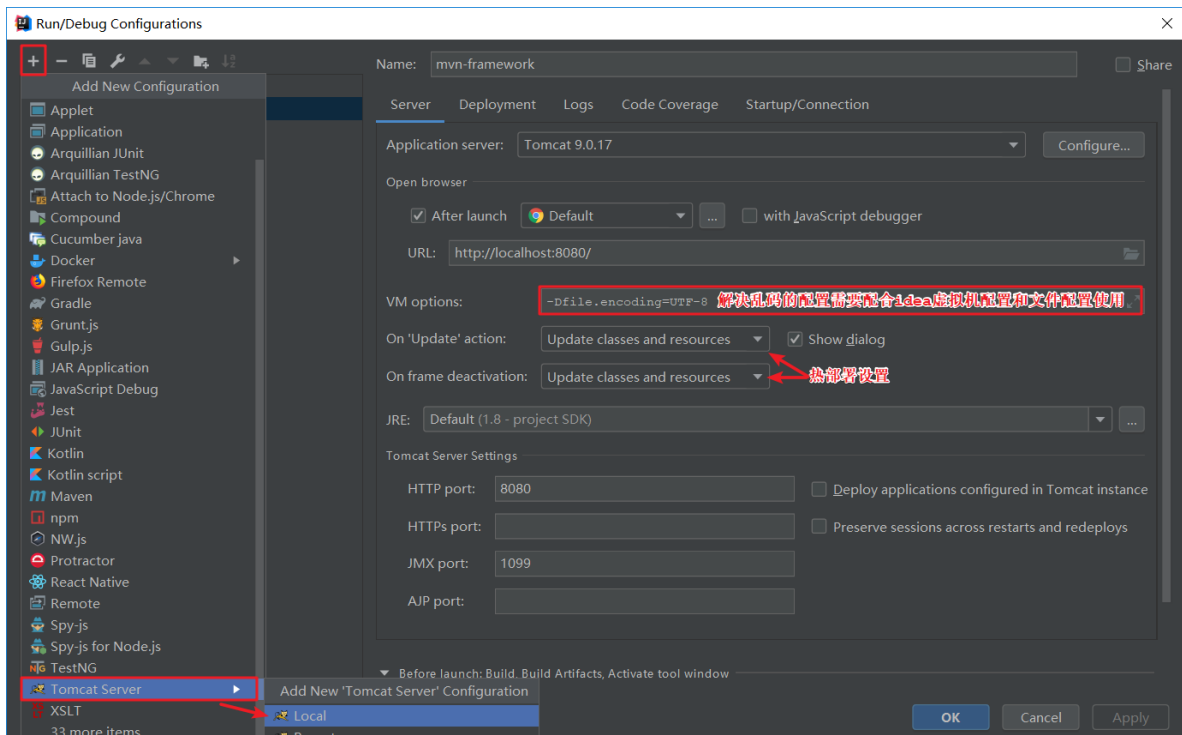 Run/Debug Configurations
Add New Configuration
Applet
Application
Arquillian JUnit
Arquillian TestNG
Attach to Node.js/Chrome
Compound
Cucumber java
Docker
Firefox Remote
Gradle
Grunt.js
Gulp.js
JAR Application
JavaScript Debug
Jest
JUnit
Kotlin
Kotlin script
Maven
npm
NW.js
Protractor
React Native
Remote
Spy-js
Spy-js for Node.js
TestNG
Tomcat Server
XSLT
33 more items
Add New 'Tomcat Server' Configuration
Local
Name: mvn-framework Share
Server Deployment Logs Code Coverage Startup/Connection
Application server: Tomcat 9.0.17 Configure...
Open browser
After launch Default ... with JavaScript debugger
URL: http://localhost:8080/
VM options: -Dfile.encoding=UTF-8 解决乱码的配置需要配合idea虚拟机配置和文件配置使用
On 'Update' action: Update classes and resources Show dialog
On frame deactivation: Update classes and resources 热部署设置
JRE: Default (1.8 - project SDK) ...
Tomcat Server Settings
HTTP port: 8080 Deploy applications configured in Tomcat instance
HTTPs port: Preserve sessions across restarts and redeploys
JMX port: 1099
AJP port:
Before launch: Build, Build Artifacts, Activate tool window
OK Cancel Apply